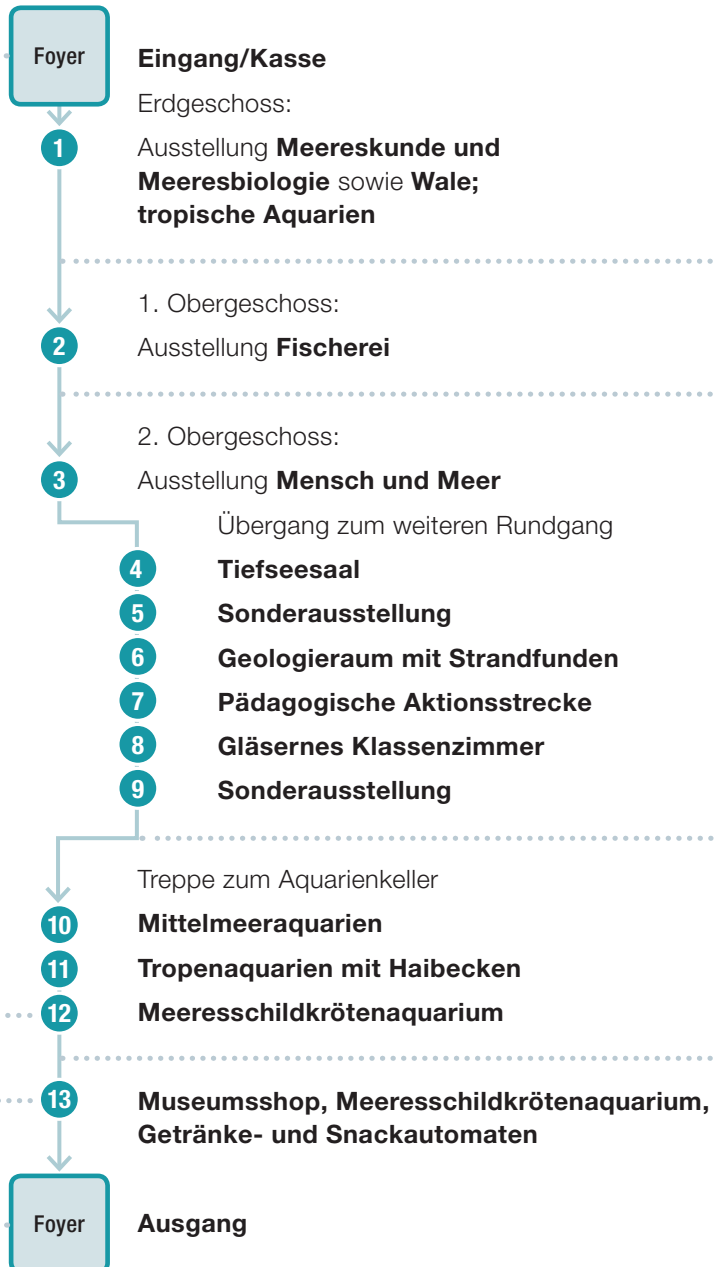 Foyer Eingang/Kasse
Erdgeschoss:
1 Ausstellung Meereskunde und
Meeresbiologie sowie Wale;
tropische Aquarien
1. Obergeschoss:
2 Ausstellung Fischerei
2. Obergeschoss:
3 Ausstellung Mensch und Meer
Übergang zum weiteren Rundgang
4 Tiefseesaal
5 Sonderausstellung
6 Geologieraum mit Strandfunden
7 Pädagogische Aktionsstrecke
8 Gläsernes Klassenzimmer
9 Sonderausstellung
Treppe zum Aquarienkeller
10 Mittelmeeraquarien
11 Tropenaquarien mit Haibecken
12 Meeresschildkrötenaquarium
13 Museumsshop, Meeresschildkrötenaquarium,
Getränke- und Snackautomaten
Foyer Ausgang